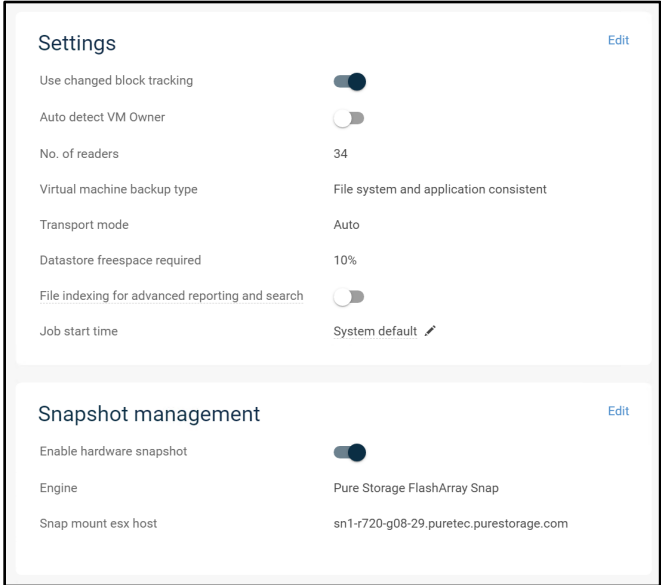 Settings Edit
Use changed block tracking
Auto detect VM Owner
No. of readers 34
Virtual machine backup type File system and application consistent
Transport mode Auto
Datastore freespace required 10%
File indexing for advanced reporting and search
Job start time System default
Snapshot management Edit
Enable hardware snapshot
Engine Pure Storage FlashArray Snap
Snap mount esx host sn1-r720-g08-29.puretec.purestorage.com